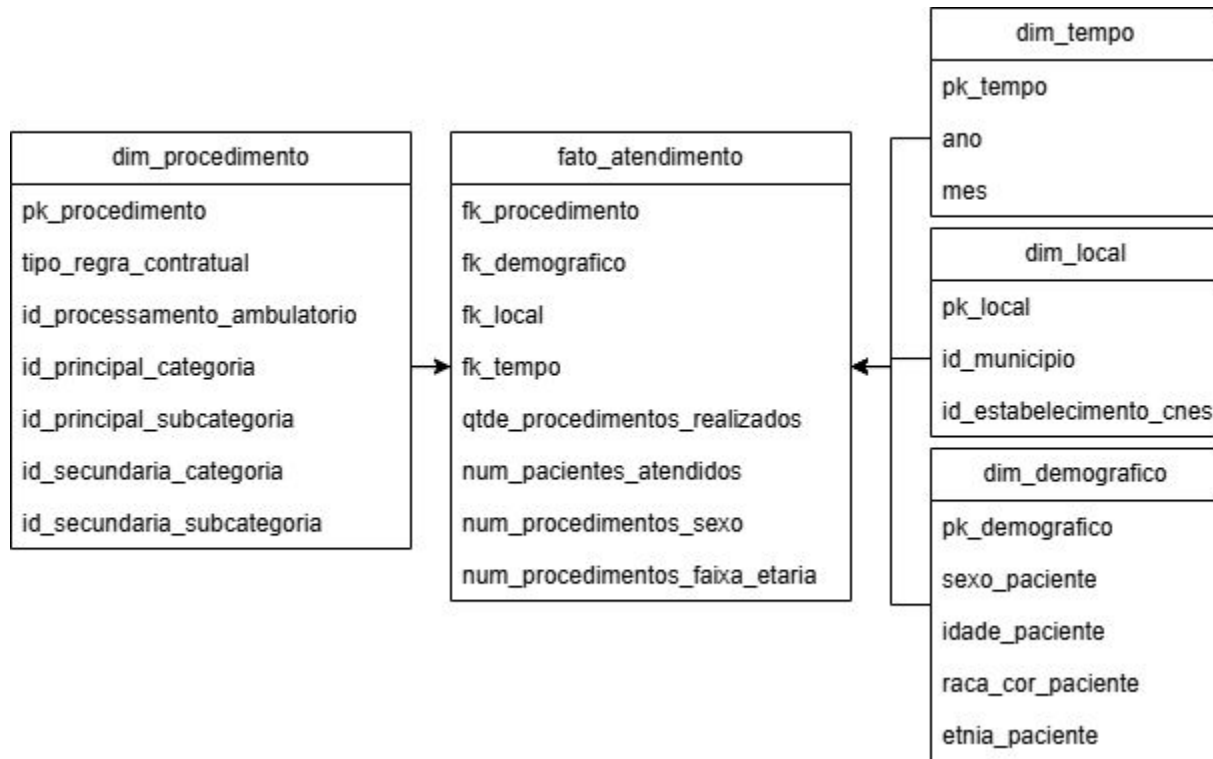 dim_procedimento
pk_procedimento
tipo_regra_contratual
id_processamento_ambulatorio
id_principal_categoria
id_principal_subcategoria
id_secundaria_categoria
id_secundaria_subcategoria
fato_atendimento
fk_procedimento
fk_demografico
fk_local
fk_tempo
qtde_procedimentos_realizados
num_pacientes_atendidos
num_procedimentos_sexo
num_procedimentos_faixa_etaria
dim_tempo
pk_tempo
ano
mes
dim_local
pk_local
id_municipio
id_estabelecimento_cnes
dim_demografico
pk_demografico
sexo_paciente
idade_paciente
raca_cor_paciente
etnia_paciente